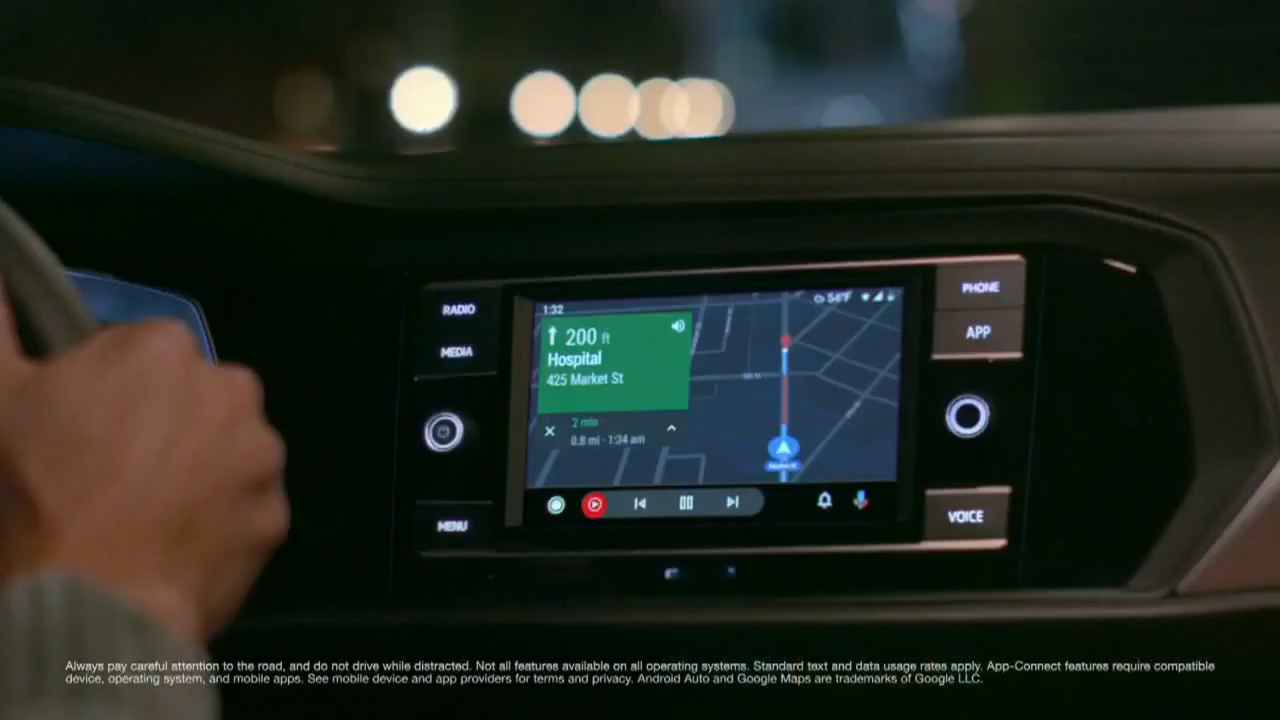 RADIO
MEDIA
MENU
1:32
54°F
200 ft
Hospital
425 Market St
2 min
0.8 mi · 1:34 am
Market St
PHONE
APP
VOICE
Always pay careful attention to the road, and do not drive while distracted. Not all features available on all operating systems. Standard text and data usage rates apply. App-Connect features require compatible
device, operating system, and mobile apps. See mobile device and app providers for terms and privacy. Android Auto and Google Maps are trademarks of Google LLC.